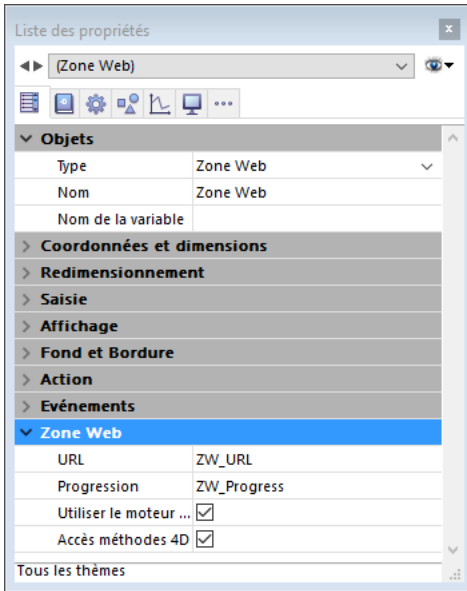 Liste des propriétés
x
(Zone Web)
Objets
Type Zone Web
Nom Zone Web
Nom de la variable
Coordonnées et dimensions
Redimensionnement
Saisie
Affichage
Fond et Bordure
Action
Evénements
Zone Web
URL ZW_URL
Progression ZW_Progress
Utiliser le moteur ...
Accès méthodes 4D
Tous les thèmes